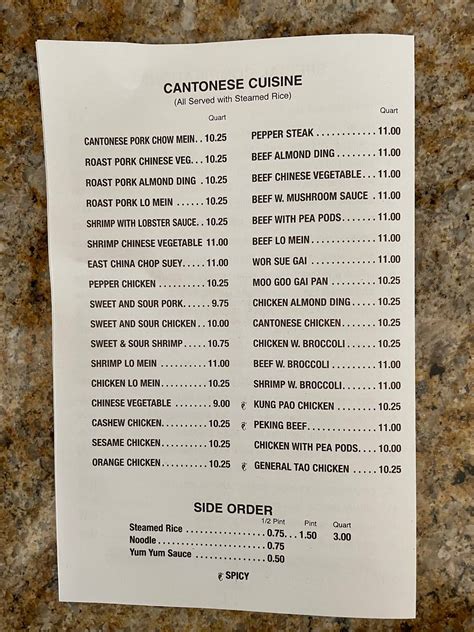 CANTONESE CUISINE
(All Served with Steamed Rice)
Quart
CANTONESE PORK CHOW MEIN. . 10.25
ROAST PORK CHINESE VEG. . . 10.25
ROAST PORK ALMOND DING . 10.25
ROAST PORK LO MEIN . . . . . . . 10.25
SHRIMP WITH LOBSTER SAUCE. . 10.25
SHRIMP CHINESE VEGETABLE 11.00
EAST CHINA CHOP SUEY. . . . . 11.00
PEPPER CHICKEN . . . . . . . . . . 10.25
SWEET AND SOUR PORK. . . . . 9.75
SWEET AND SOUR CHICKEN . . 10.00
SWEET & SOUR SHRIMP . . . . . 10.75
SHRIMP LO MEIN . . . . . . . . . . 11.00
CHICKEN LO MEIN. . . . . . . . . . 10.25
CHINESE VEGETABLE . . . . . . . 9.00
CASHEW CHICKEN . . . . . . . . . 10.25
SESAME CHICKEN. . . . . . . . . . 10.25
ORANGE CHICKEN. . . . . . . . . . 10.25
Quart
PEPPER STEAK . . . . . . . . . . . . 11.00
BEEF ALMOND DING . . . . . . . . 11.00
BEEF CHINESE VEGETABLE. . . 11.00
BEEF W. MUSHROOM SAUCE . 11.00
BEEF WITH PEA PODS. . . . . . . 11.00
BEEF LO MEIN . . . . . . . . . . . . 11.00
WOR SUE GAI . . . . . . . . . . . . 11.00
MOO GOO GAI PAN . . . . . . . . 10.25
CHICKEN ALMOND DING . . . . . 10.25
CANTONESE CHICKEN. . . . . . . 10.25
CHICKEN W. BROCCOLI . . . . . . 10.25
BEEF W. BROCCOLI . . . . . . . . . 11.00
SHRIMP W. BROCCOLI. . . . . . . 11.00
KUNG PAO CHICKEN . . . . . . . . 10.25
PEKING BEEF. . . . . . . . . . . . . . 11.00
CHICKEN WITH PEA PODS. . . . 10.00
GENERAL TAO CHICKEN . . . . . 10.25
SIDE ORDER
1/2 Pint Pint Quart
Steamed Rice . . . . . . . . . . . . . 0.75. . . 1.50 3.00
Noodle . . . . . . . . . . . . . . . . . . 0.75
Yum Yum Sauce . . . . . . . . . . . 0.50
SPICY